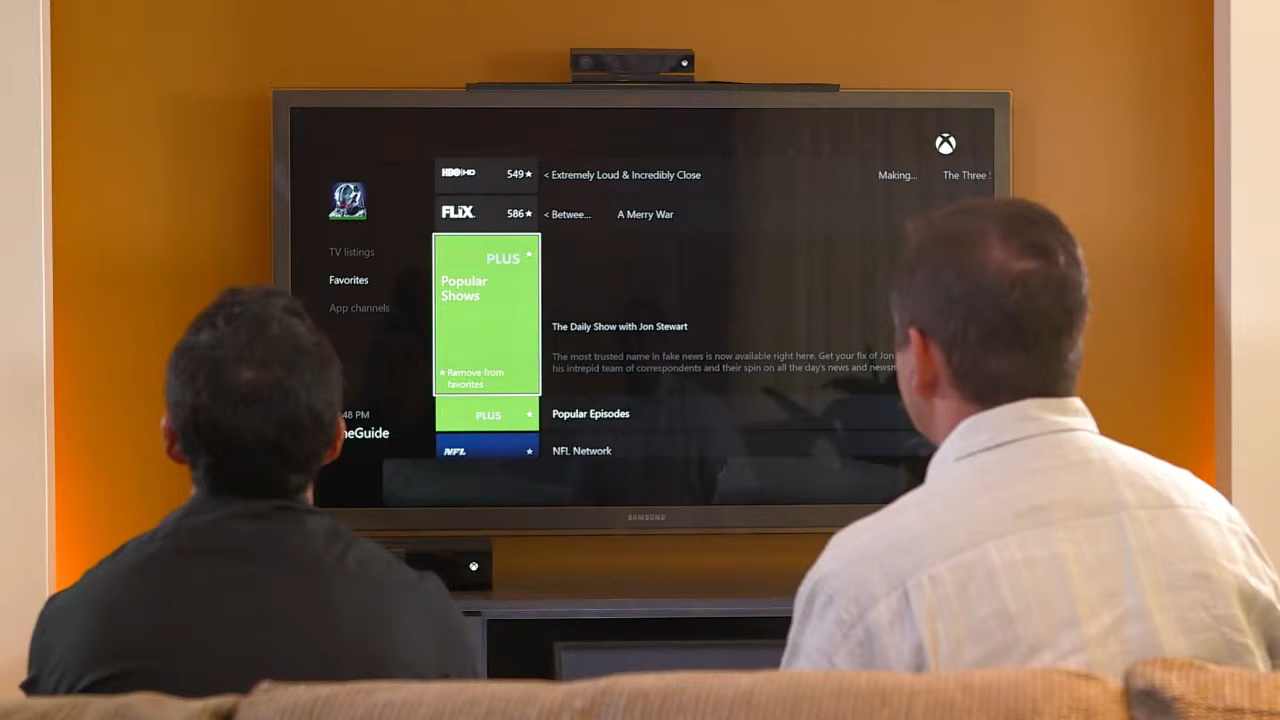 HBO HD 549★ < Extremely Loud & Incredibly Close Making... The Three
FLiX 586★ < Betwee... A Merry War
PLUS ★
Popular
Shows
TV listings
Favorites
App channels
The Daily Show with Jon Stewart
The most trusted name in fake news is now available right here. Get your fix of Jon
his intrepid team of correspondents and their spin on all the day's news and
★ Remove from
favorites
:48 PM
PLUS ★ Popular Episodes
neGuide
NFL ★ NFL Network
SAMSUNG